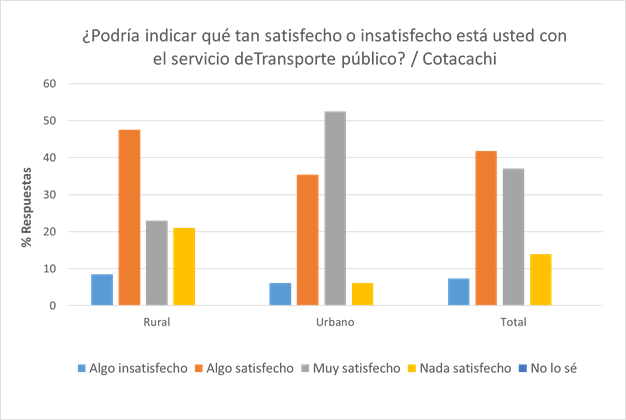 ¿Podría indicar qué tan satisfecho o insatisfecho está usted con
el servicio deTransporte público? / Cotacachi
60
50
40
30
20
10
0
% Respuestas
Rural Urbano Total
Algo insatisfecho Algo satisfecho Muy satisfecho Nada satisfecho No lo sé